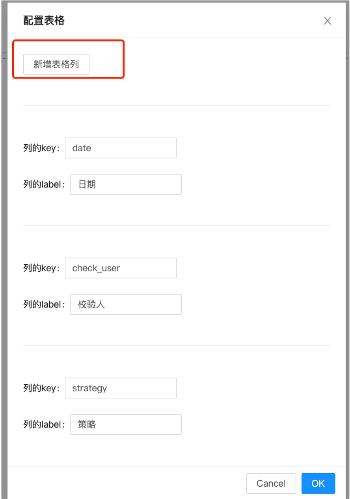 配置表格
新增表格列
列的key： date
列的label： 日期
列的key： check_user
列的label： 校验人
列的key： strategy
列的label： 策略
Cancel OK